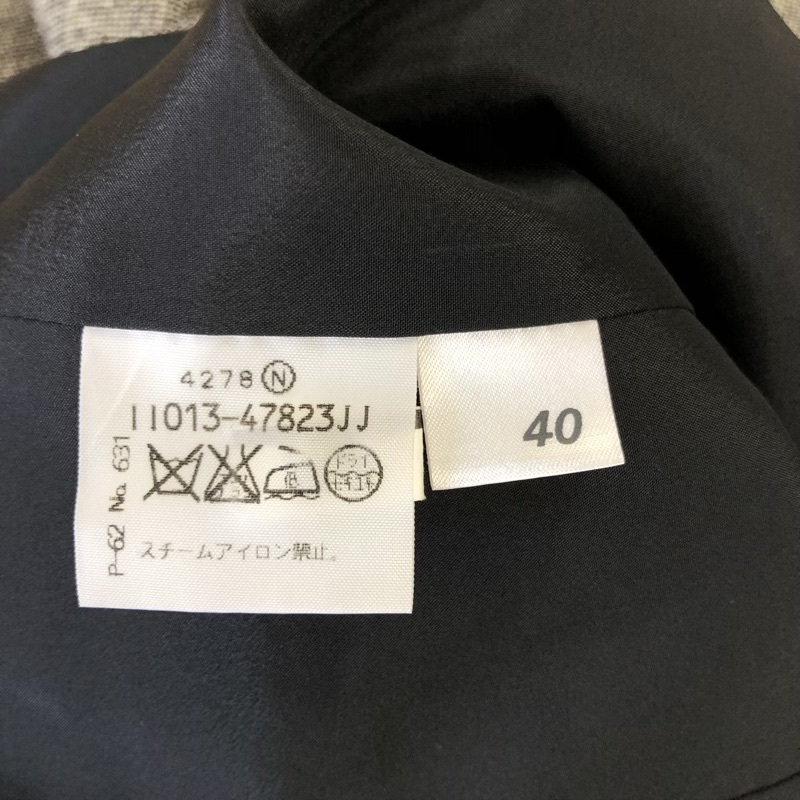 4278 Ⓝ
11013-47823JJ
低
ドライ
セキユ系
スチームアイロン禁止。
P-62 No. 631
40